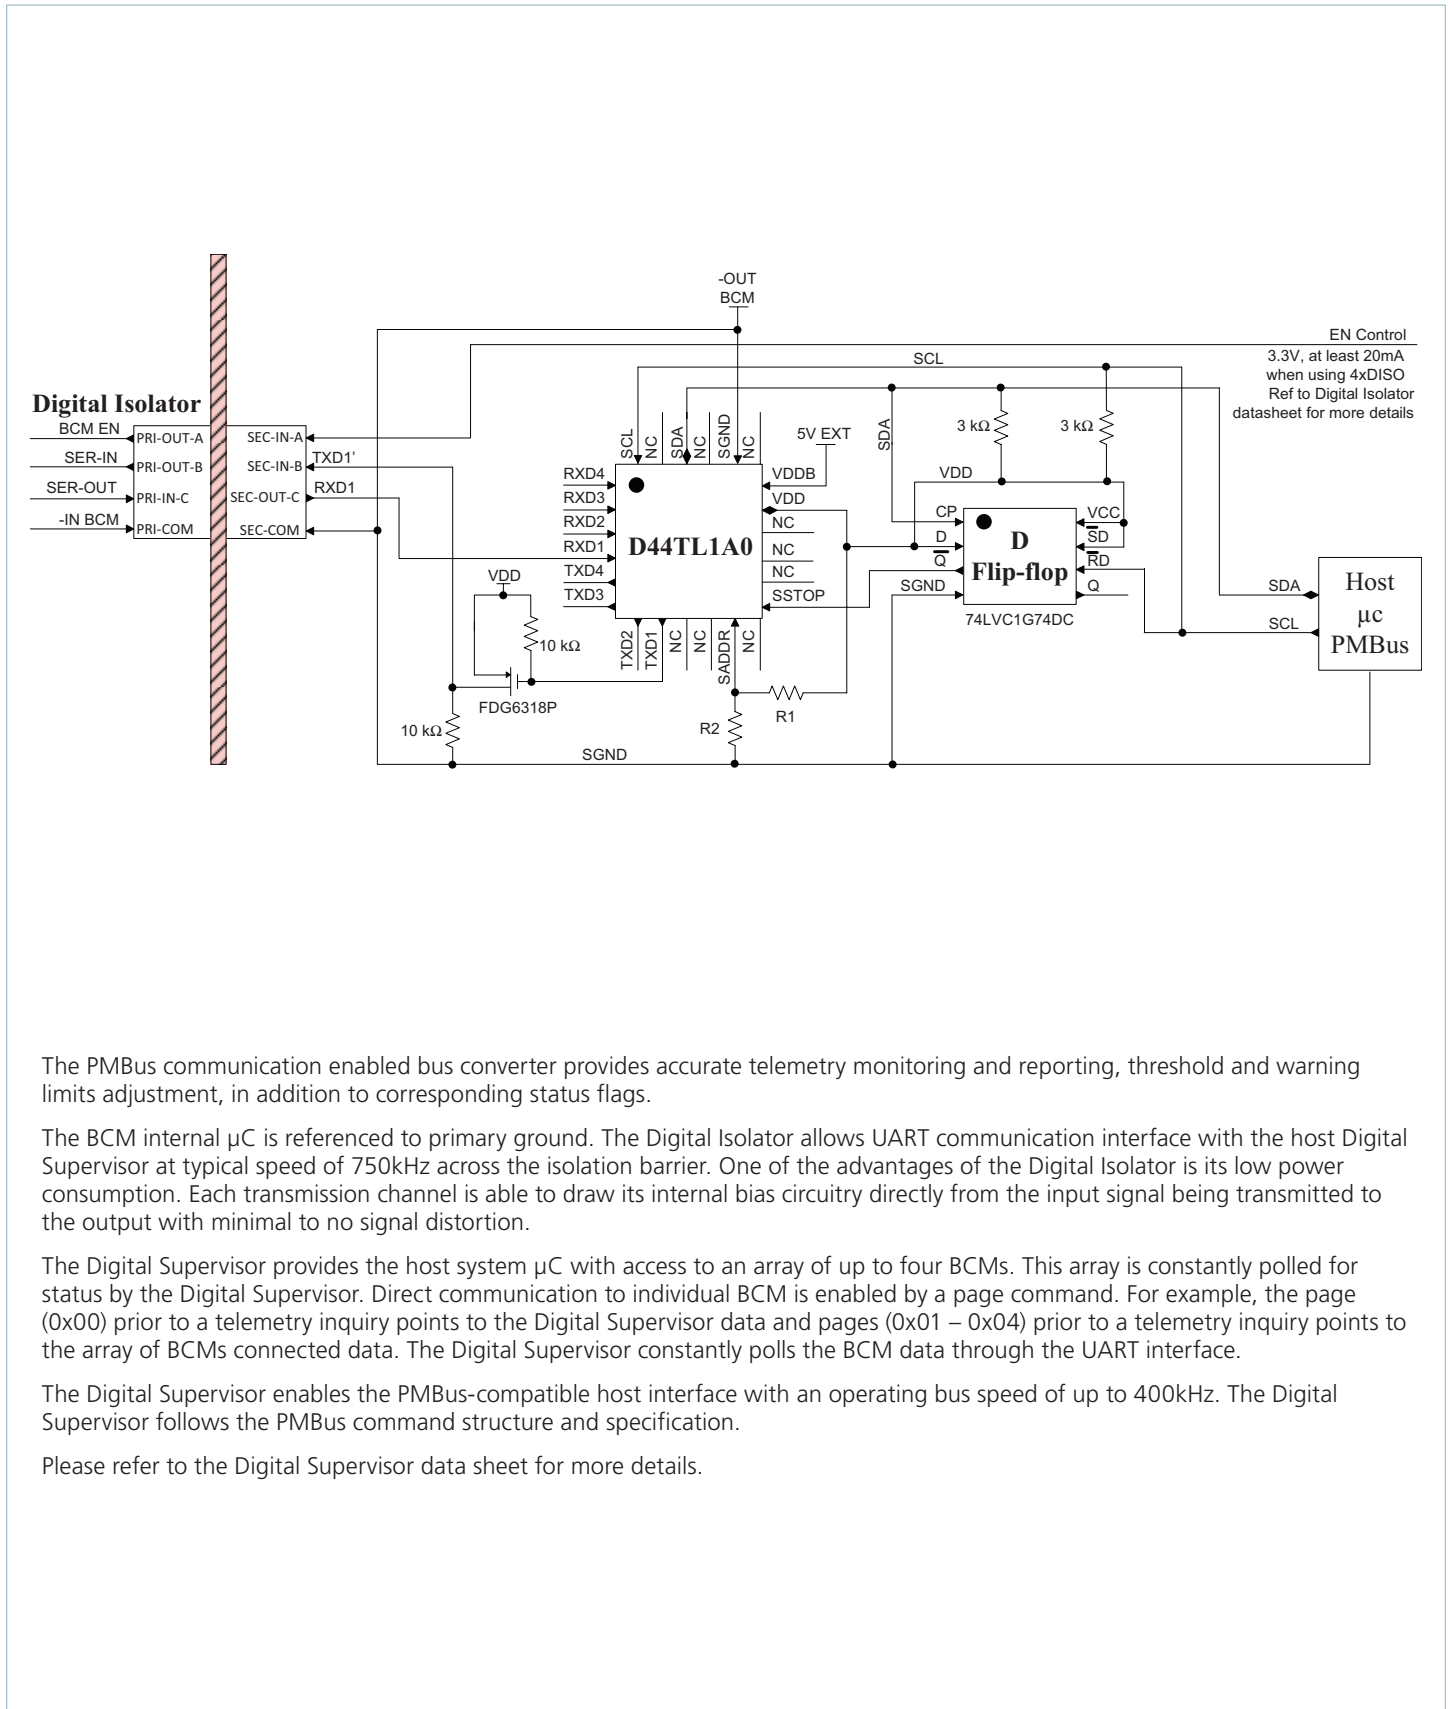 -OUT
BCM
EN Control
SCL
3.3V, at least 20mA
when using 4xDISO
Ref to Digital Isolator
datasheet for more details
Digital Isolator
BCM EN
PRI-OUT-A
SEC-IN-A
SER-IN
PRI-OUT-B
SEC-IN-B
TXD1’
SER-OUT
PRI-IN-C
SEC-OUT-C
RXD1
-IN BCM
PRI-COM
SEC-COM
SCL
NC
SDA
NC
SGND
NC
5V EXT
SDA
3 kΩ
3 kΩ
RXD4
RXD3
RXD2
RXD1
TXD4
TXD3
D44TL1A0
VDDB
VDD
NC
NC
NC
SSTOP
VDD
CP
D
Q
SGND
D
Flip-flop
VCC
SD
RD
Q
74LVC1G74DC
SDA
SCL
Host
µc
PMBus
VDD
10 kΩ
TXD2
TXD1
NC
NC
SADDR
NC
FDG6318P
10 kΩ
R1
R2
SGND
The PMBus communication enabled bus converter provides accurate telemetry monitoring and reporting, threshold and warning
limits adjustment, in addition to corresponding status flags.
The BCM internal µC is referenced to primary ground. The Digital Isolator allows UART communication interface with the host Digital
Supervisor at typical speed of 750kHz across the isolation barrier. One of the advantages of the Digital Isolator is its low power
consumption. Each transmission channel is able to draw its internal bias circuitry directly from the input signal being transmitted to
the output with minimal to no signal distortion.
The Digital Supervisor provides the host system µC with access to an array of up to four BCMs. This array is constantly polled for
status by the Digital Supervisor. Direct communication to individual BCM is enabled by a page command. For example, the page
(0x00) prior to a telemetry inquiry points to the Digital Supervisor data and pages (0x01 – 0x04) prior to a telemetry inquiry points to
the array of BCMs connected data. The Digital Supervisor constantly polls the BCM data through the UART interface.
The Digital Supervisor enables the PMBus-compatible host interface with an operating bus speed of up to 400kHz. The Digital
Supervisor follows the PMBus command structure and specification.
Please refer to the Digital Supervisor data sheet for more details.